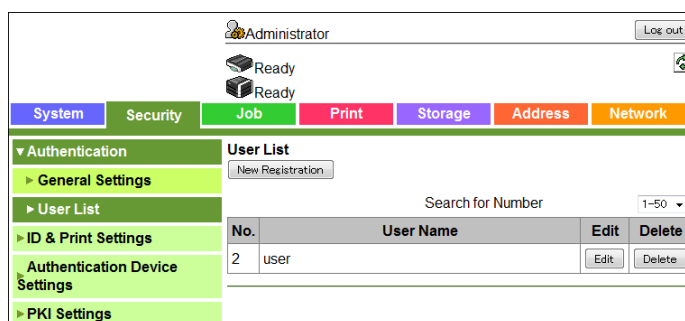 Administrator
Log out
Ready
Ready
System Security Job Print Storage Address Network
Authentication
General Settings
User List
ID & Print Settings
Authentication Device
Settings
PKI Settings
User List
New Registration
Search for Number 1-50
No. User Name Edit Delete
2 user Edit Delete